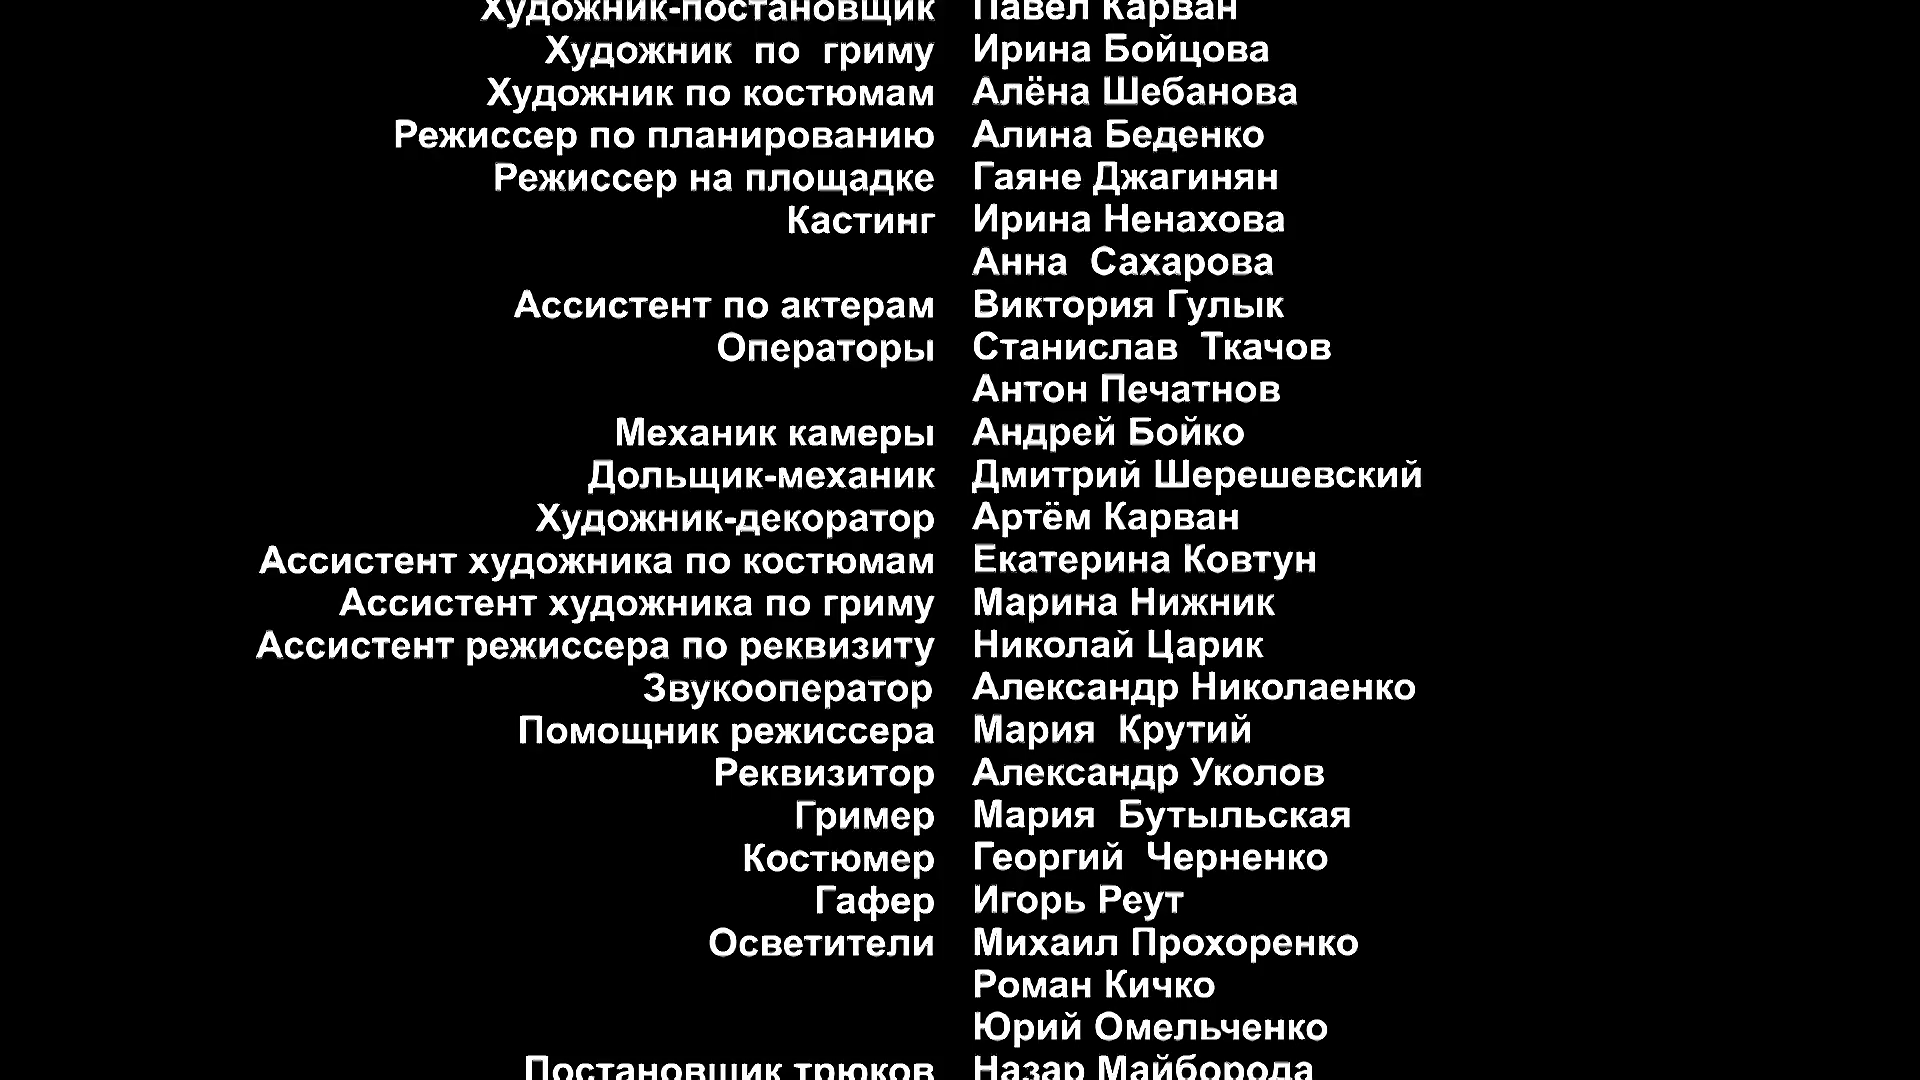 Художник-постановщик Павел Карван
Художник по гриму Ирина Бойцова
Художник по костюмам Алёна Шебанова
Режиссер по планированию Алина Беденко
Режиссер на площадке Гаяне Джагинян
Кастинг Ирина Ненахова
Анна Сахарова
Ассистент по актерам Виктория Гулык
Операторы Станислав Ткачов
Антон Печатнов
Механик камеры Андрей Бойко
Дольщик-механик Дмитрий Шерешевский
Художник-декоратор Артём Карван
Ассистент художника по костюмам Екатерина Ковтун
Ассистент художника по гриму Марина Нижник
Ассистент режиссера по реквизиту Николай Царик
Звукооператор Александр Николаенко
Помощник режиссера Мария Крутий
Реквизитор Александр Уколов
Гример Мария Бутыльская
Костюмер Георгий Черненко
Гафер Игорь Реут
Осветители Михаил Прохоренко
Роман Кичко
Юрий Омельченко
Постановщик трюков Назар Майборода